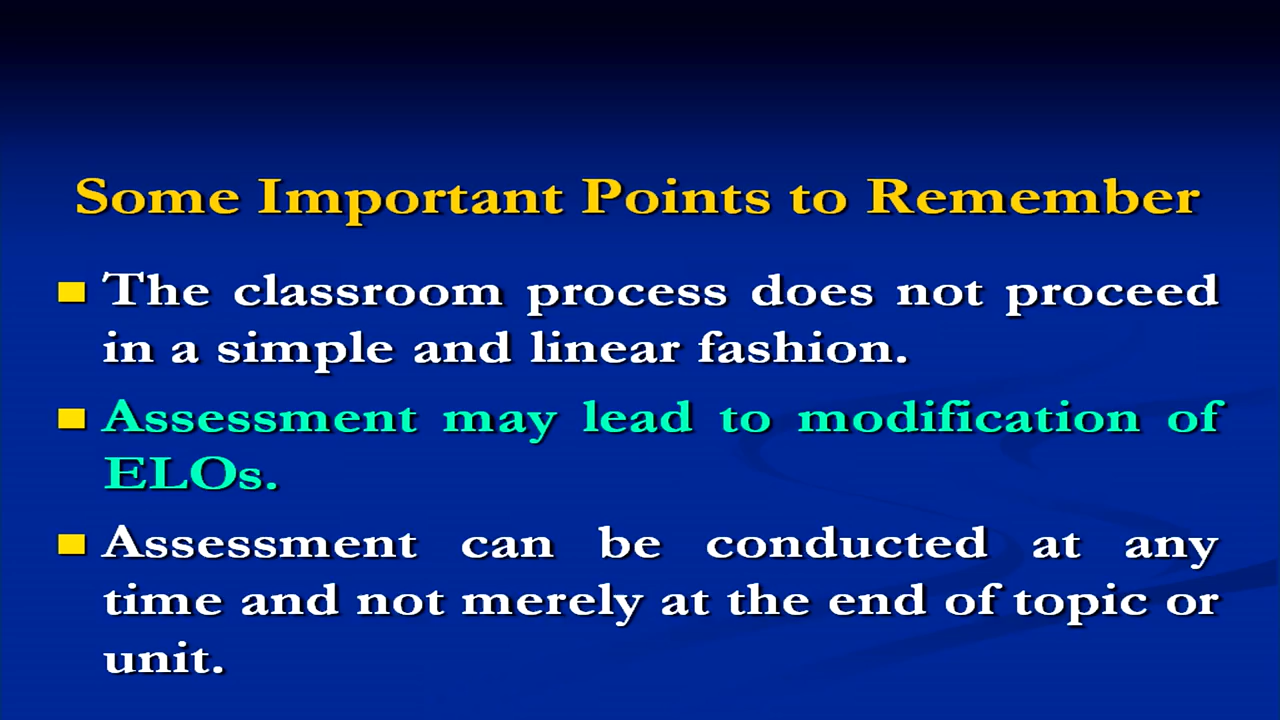 Some Important Points to Remember
The classroom process does not proceed
in a simple and linear fashion.
Assessment may lead to modification of
ELOs.
Assessment can be conducted at any
time and not merely at the end of topic or
unit.